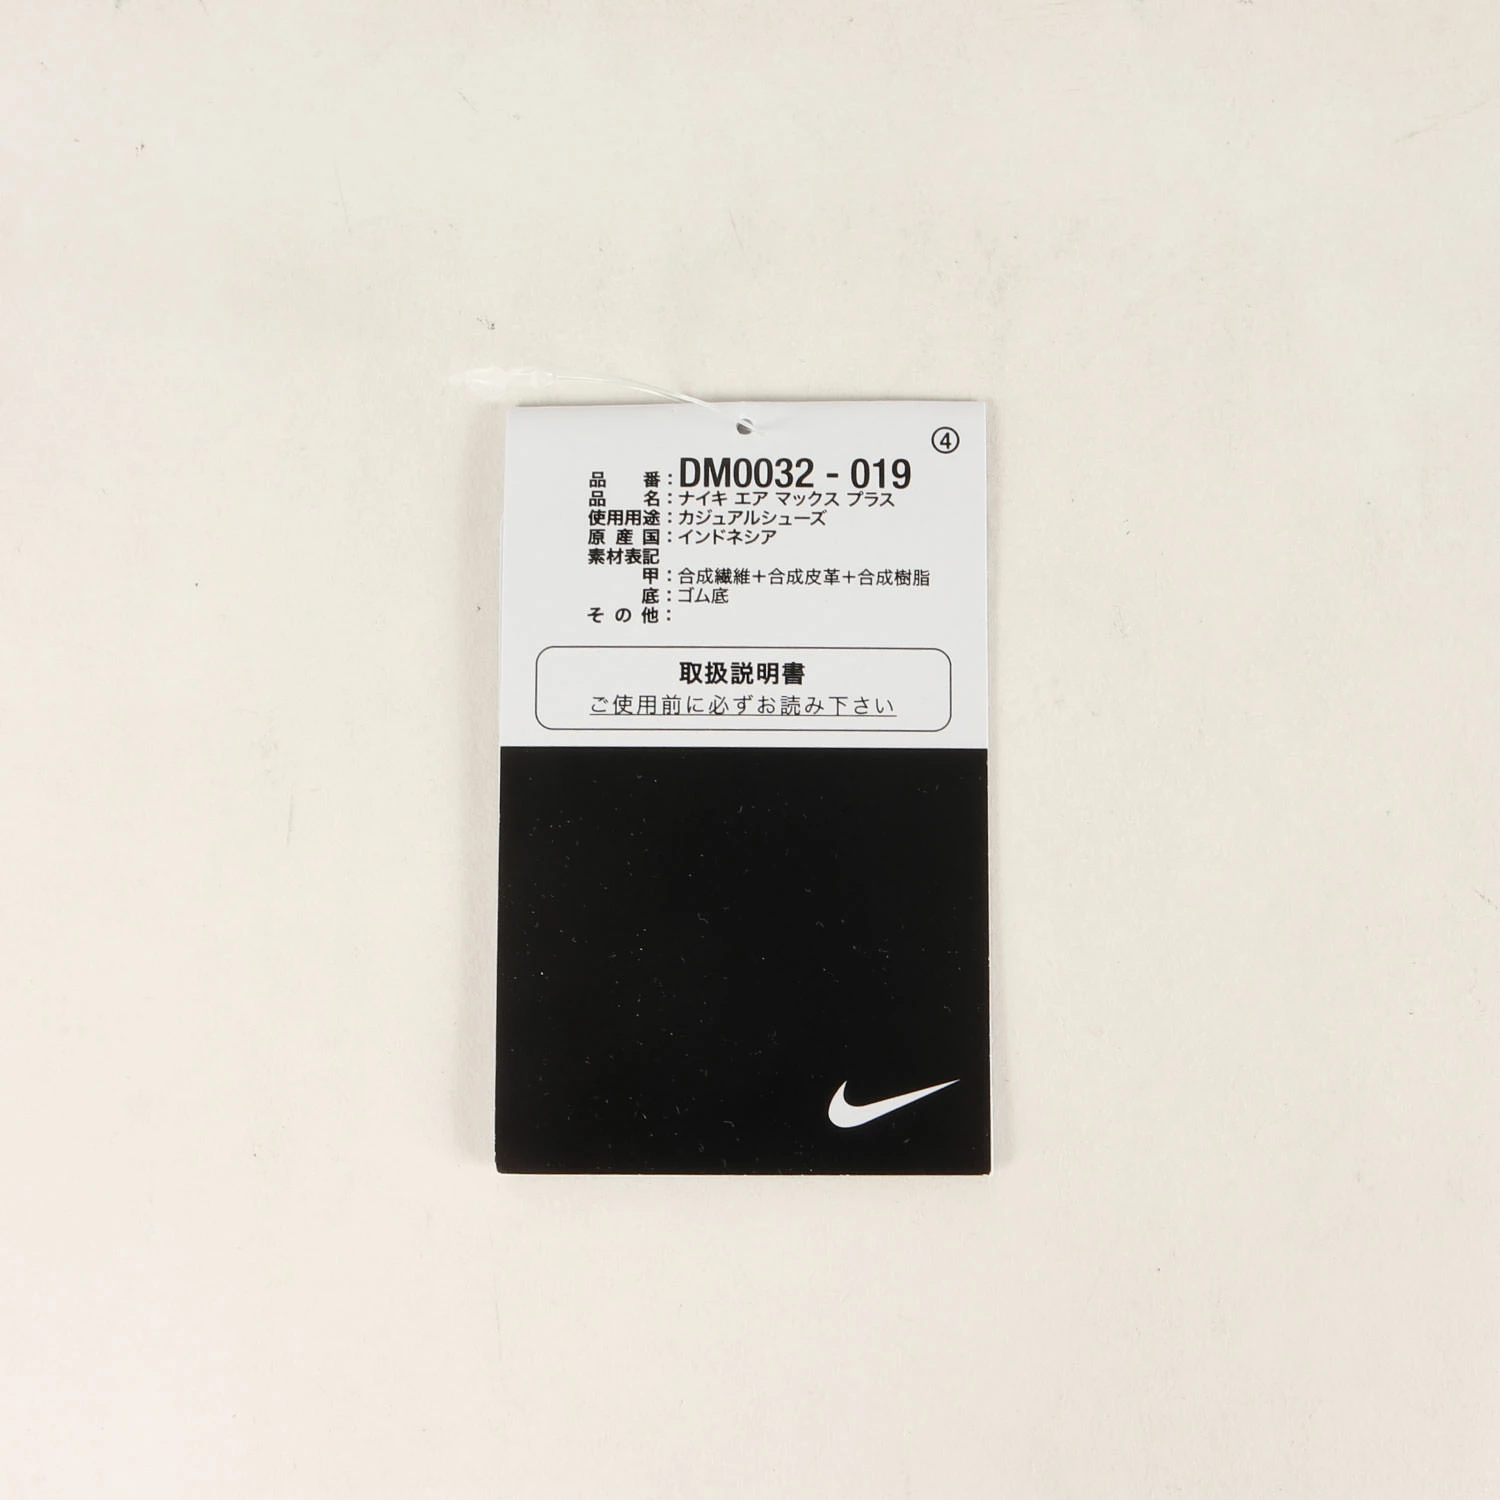 ④
品 番：DM0032 - 019
品 名：ナイキ エア マックス プラス
使用用途：カジュアルシューズ
原 産 国：インドネシア
素材表記
甲：合成繊維＋合成皮革＋合成樹脂
底：ゴム底
そ の 他：
取扱説明書
ご使用前に必ずお読み下さい